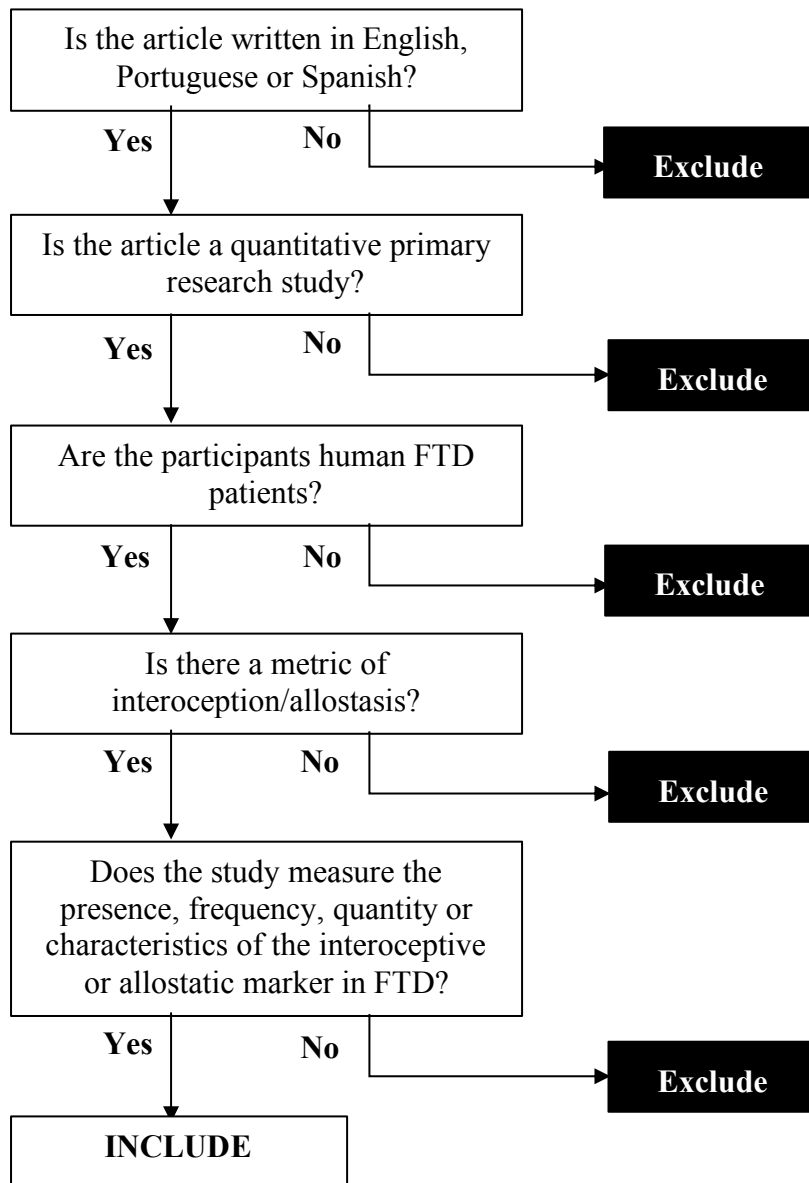 Is the article written in English,
Portuguese or Spanish?
Yes
No
Exclude
Is the article a quantitative primary
research study?
Yes
No
Exclude
Are the participants human FTD
patients?
Yes
No
Exclude
Is there a metric of
interoception/allostasis?
Yes
No
Exclude
Does the study measure the
presence, frequency, quantity or
characteristics of the interoceptive
or allostatic marker in FTD?
Yes
No
Exclude
INCLUDE